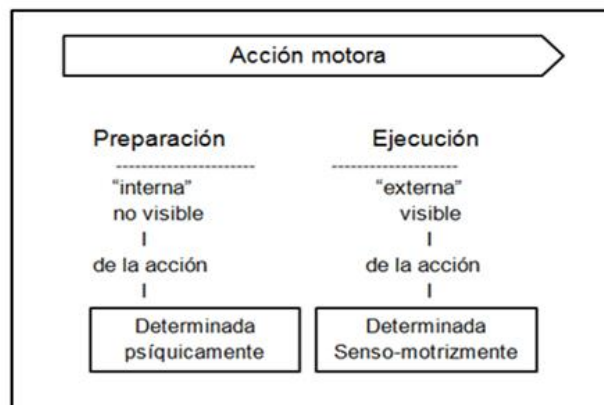 Acción motora
Preparación
Ejecución
"interna"
no visible
I
de la acción
I
"externa"
visible
I
de la acción
I
Determinada
psíquicamente
Determinada
Senso-motrizmente